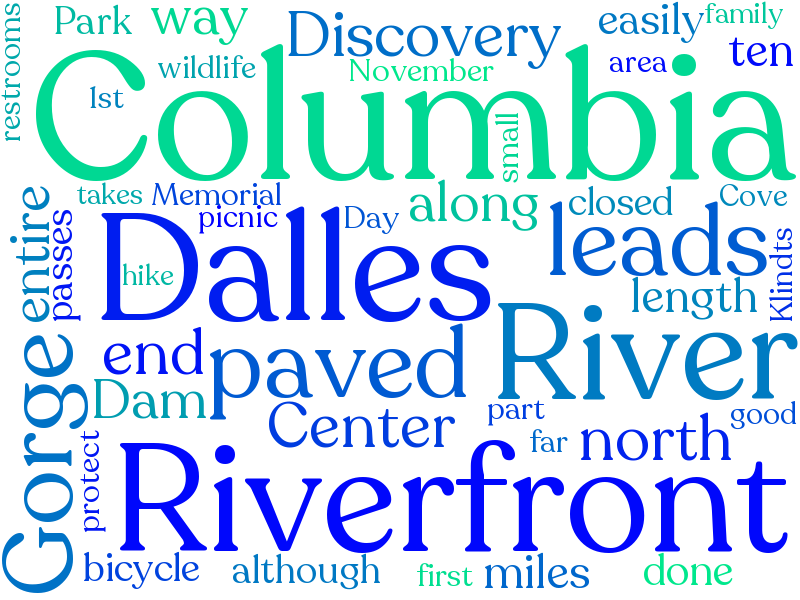 restrooms
Park
way
Discovery
easily
family
wildlife
November
area
ten
Columbia
1st
small
takes
Memorial
along
closed
Cove
entire
passes
picnic
Day
leads
Klindts
Dalles
hike
length
Gorge
end
paved
River
Dam
Center
part
good
protect
far
north
Riverfront
bicycle
although
first
miles
done